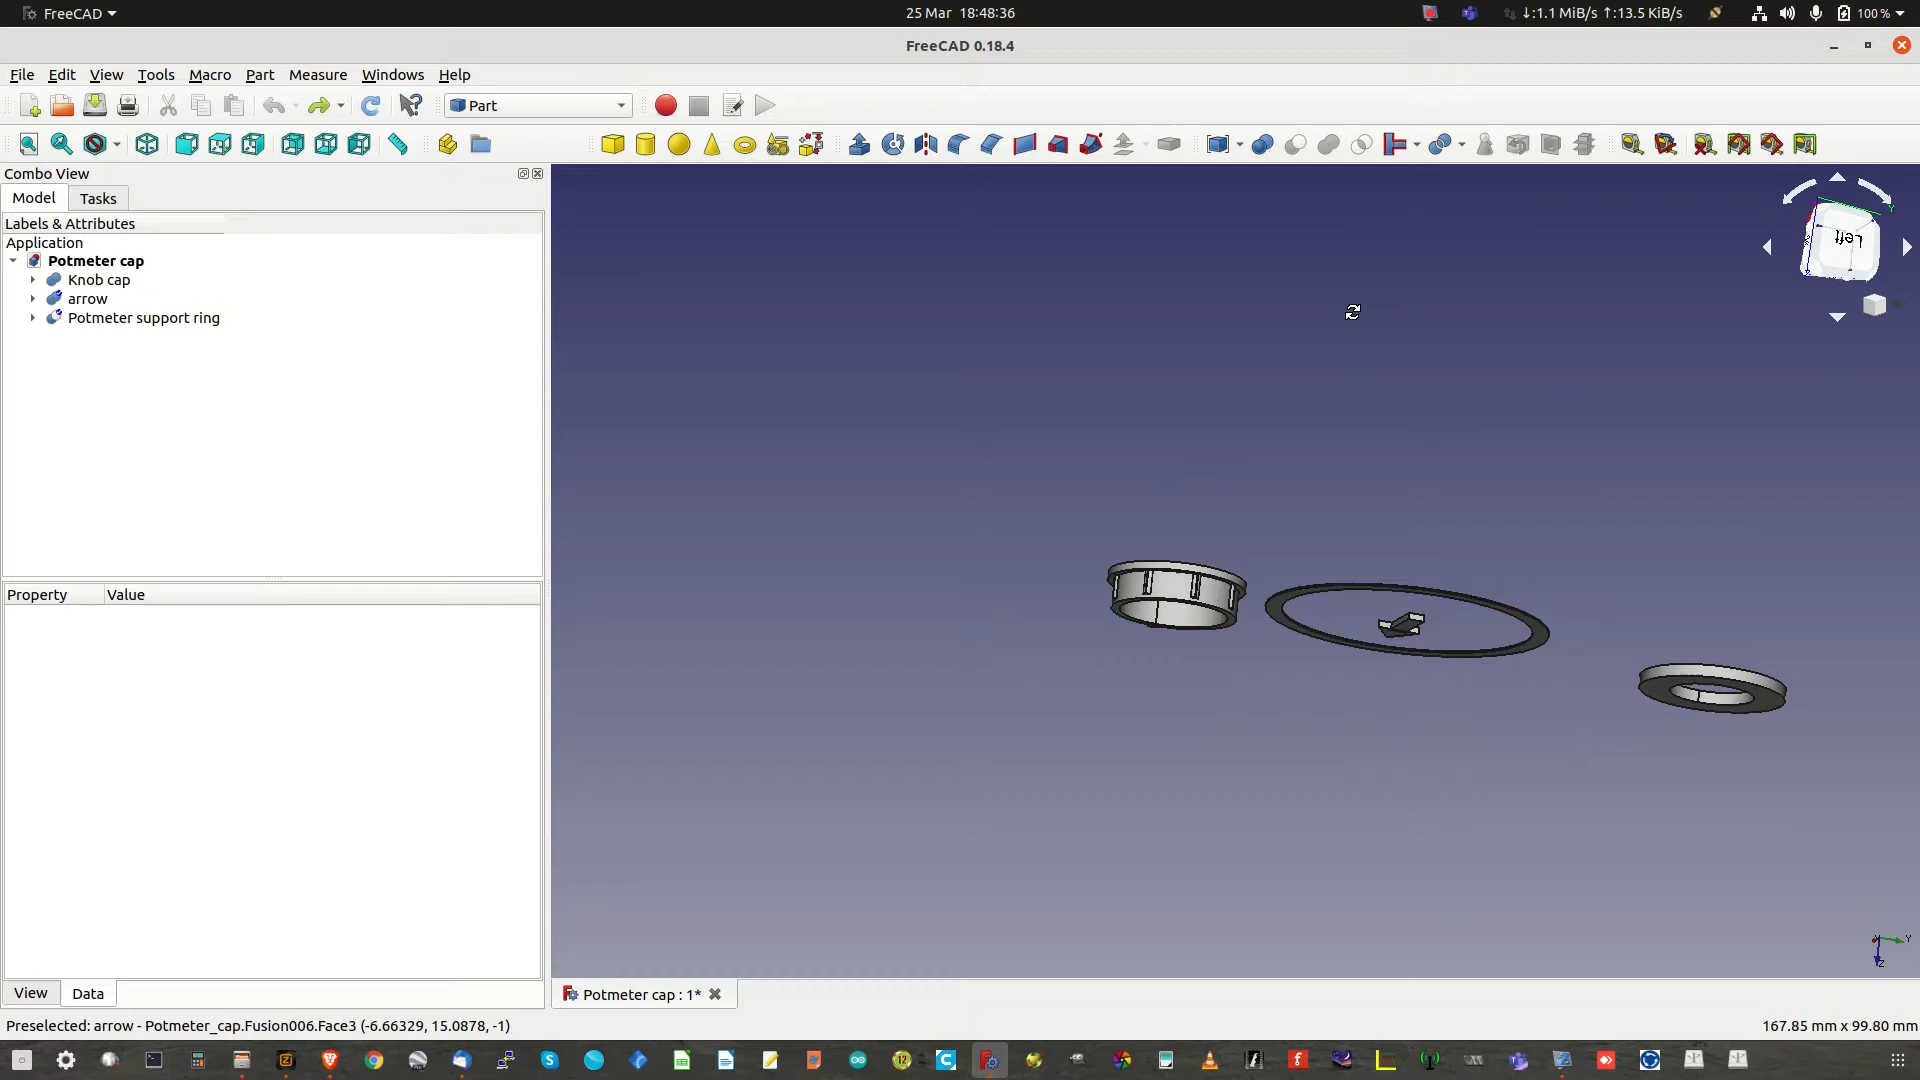 FreeCAD
25 Mar 18:48:36
↓:1.1 MiB/s ↑:13.5 KiB/s
100 %
FreeCAD 0.18.4
File Edit View Tools Macro Part Measure Windows Help
Part
Combo View
Model Tasks
Labels & Attributes
Application
Potmeter cap
Knob cap
arrow
Potmeter support ring
Left
Y
Property Value
Y
Z
View Data
Potmeter cap : 1*
Preselected: arrow - Potmeter_cap.Fusion006.Face3 (-6.66329, 15.0878, -1)
167.85 mm x 99.80 mm